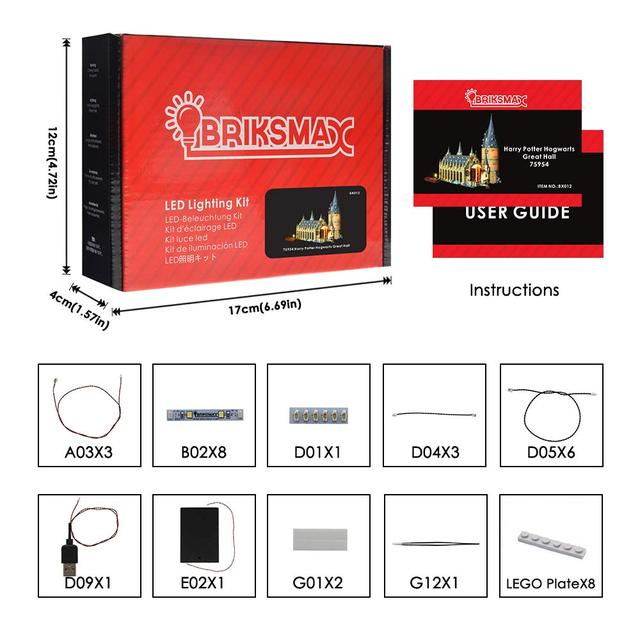 BRIKSMAX
LED Lighting Kit
LED-Beleuchtung Kit
Kit d'éclairage LED
Kit luce led
Kit de iluminación LED
LED照明キット
BX012
75954 Harry Potter Hogwarts Great Hall
12cm(4.72in)
4cm(1.57in)
17cm(6.69in)
BRIKSMAX
Harry Potter Hogwarts
Great Hall
75954
ITEM NO.: BX012
USER GUIDE
Instructions
A03X3
BRIKSMAX
B02X8
D01X1
D04X3
D05X6
D09X1
E02X1
G01X2
G12X1
LEGO PlateX8